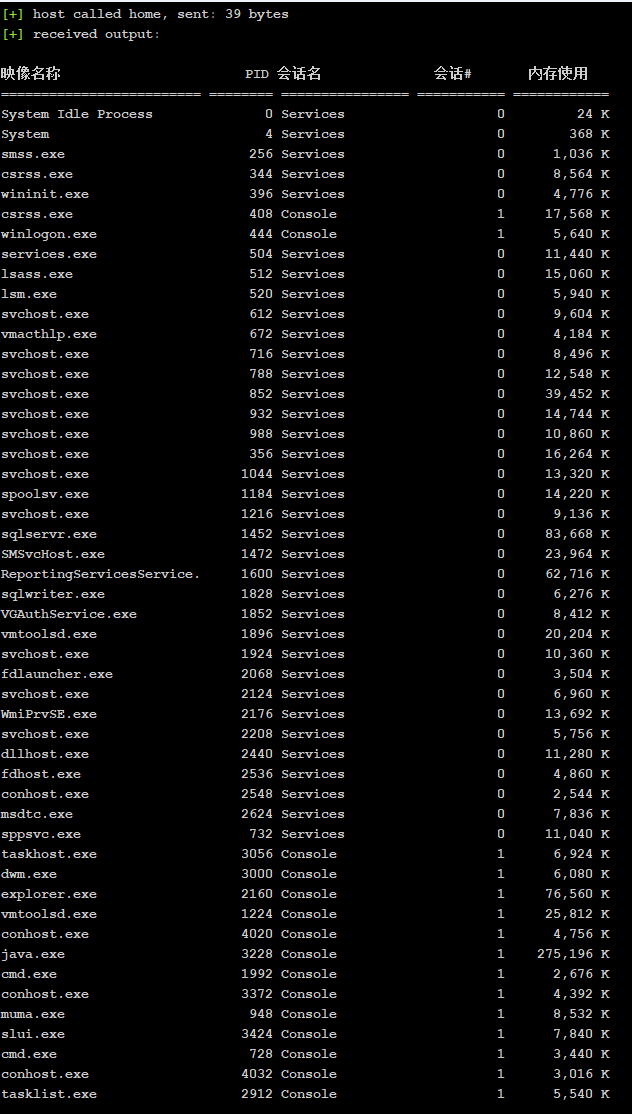 [+] host called home, sent: 39 bytes
[+] received output:
映像名称                       PID 会话名              会话#       内存使用
========================= ======== ================ =========== ============
System Idle Process              0 Services                   0         24 K
System                           4 Services                   0        368 K
smss.exe                       256 Services                   0      1,036 K
csrss.exe                      344 Services                   0      8,564 K
wininit.exe                    396 Services                   0      4,776 K
csrss.exe                      408 Console                    1     17,568 K
winlogon.exe                   444 Console                    1      5,640 K
services.exe                   504 Services                   0     11,440 K
lsass.exe                      512 Services                   0     15,060 K
lsm.exe                        520 Services                   0      5,940 K
svchost.exe                    612 Services                   0      9,604 K
vmacthlp.exe                   672 Services                   0      4,184 K
svchost.exe                    716 Services                   0      8,496 K
svchost.exe                    788 Services                   0     12,548 K
svchost.exe                    852 Services                   0     39,452 K
svchost.exe                    932 Services                   0     14,744 K
svchost.exe                    988 Services                   0     10,860 K
svchost.exe                    356 Services                   0     16,264 K
svchost.exe                   1044 Services                   0     13,320 K
spoolsv.exe                   1184 Services                   0     14,220 K
svchost.exe                   1216 Services                   0      9,136 K
sqlservr.exe                  1452 Services                   0     83,668 K
SMSvcHost.exe                 1472 Services                   0     23,964 K
ReportingServicesService.     1600 Services                   0     62,716 K
sqlwriter.exe                 1828 Services                   0      6,276 K
VGAuthService.exe             1852 Services                   0      8,412 K
vmtoolsd.exe                  1896 Services                   0     20,204 K
svchost.exe                   1924 Services                   0     10,360 K
fdlauncher.exe                2068 Services                   0      3,504 K
svchost.exe                   2124 Services                   0      6,960 K
WmiPrvSE.exe                  2176 Services                   0     13,692 K
svchost.exe                   2208 Services                   0      5,756 K
dllhost.exe                   2440 Services                   0     11,280 K
fdhost.exe                    2536 Services                   0      4,860 K
conhost.exe                   2548 Services                   0      2,544 K
msdtc.exe                     2624 Services                   0      7,836 K
sppsvc.exe                     732 Services                   0     11,040 K
taskhost.exe                  3056 Console                    1      6,924 K
dwm.exe                       3000 Console                    1      6,080 K
explorer.exe                  2160 Console                    1     76,560 K
vmtoolsd.exe                  1224 Console                    1     25,812 K
conhost.exe                   4020 Console                    1      4,756 K
java.exe                      3228 Console                    1    275,196 K
cmd.exe                       1992 Console                    1      2,676 K
conhost.exe                   3372 Console                    1      4,392 K
muma.exe                       948 Console                    1      8,532 K
slui.exe                      3424 Console                    1      7,840 K
cmd.exe                        728 Console                    1      3,440 K
conhost.exe                   4032 Console                    1      3,016 K
tasklist.exe                  2912 Console                    1      5,540 K